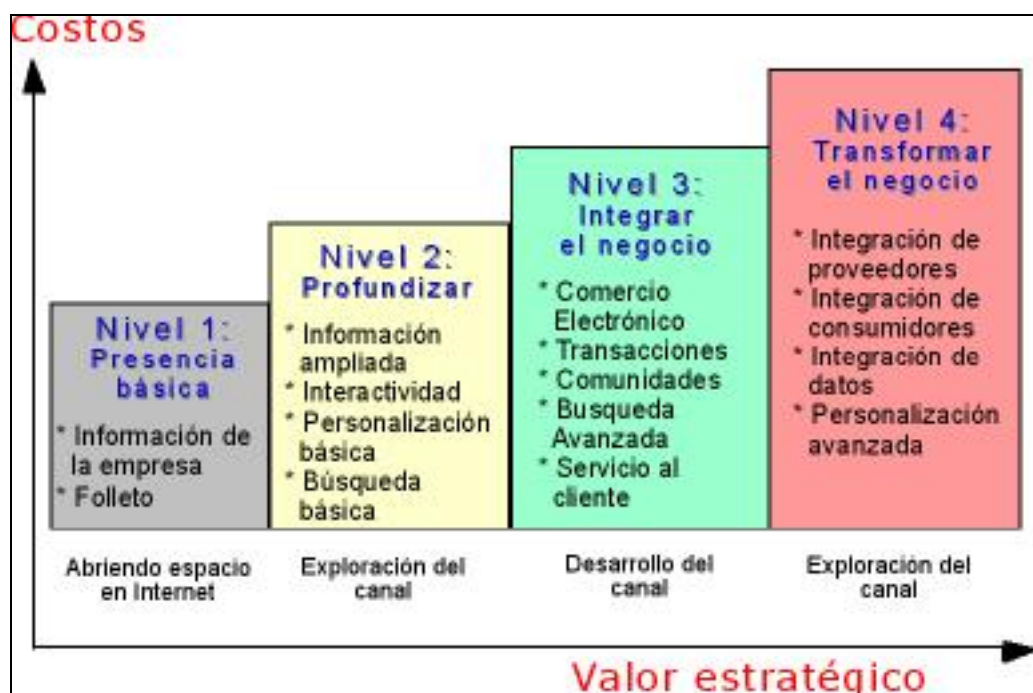 Costos
Nivel 1:
Presencia
básica
* Información de
la empresa
* Folleto
Nivel 2:
Profundizar
* Información
ampliada
* Interactividad
* Personalización
básica
* Búsqueda
básica
Nivel 3:
Integrar
el negocio
* Comercio
Electrónico
* Transacciones
* Comunidades
* Busqueda
Avanzada
* Servicio al
cliente
Nivel 4:
Transformar
el negocio
* Integración de
proveedores
* Integración de
consumidores
* Integración de
datos
* Personalización
avanzada
Abriendo espacio
en Internet
Exploración del
canal
Desarrollo del
canal
Exploración del
canal
Valor estratégico